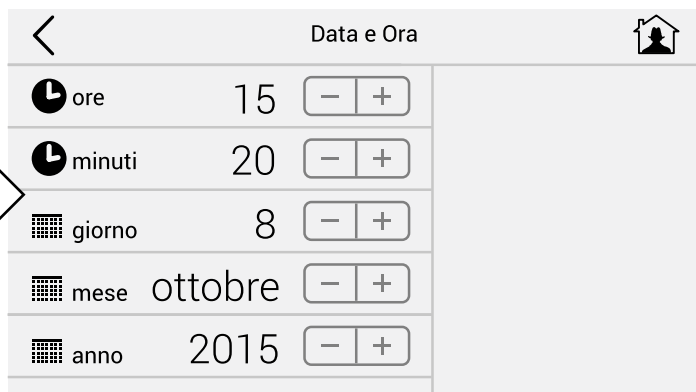 Data e Ora
ore 15 − +
minuti 20 − +
giorno 8 − +
mese ottobre − +
anno 2015 − +